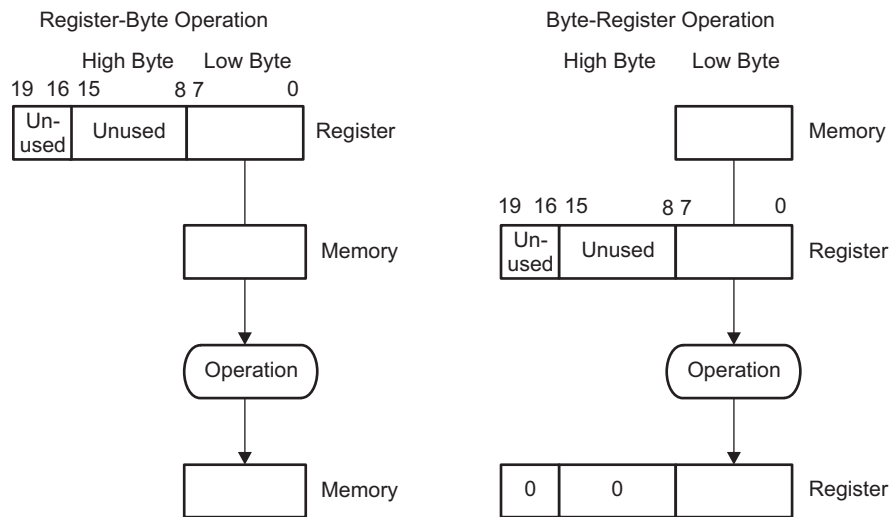 Register-Byte Operation
High Byte Low Byte
19 16 15 8 7 0
Un-
used
Unused
Register
Memory
Operation
Memory
Byte-Register Operation
High Byte Low Byte
Memory
19 16 15 8 7 0
Un-
used
Unused
Register
Operation
0 0 Register